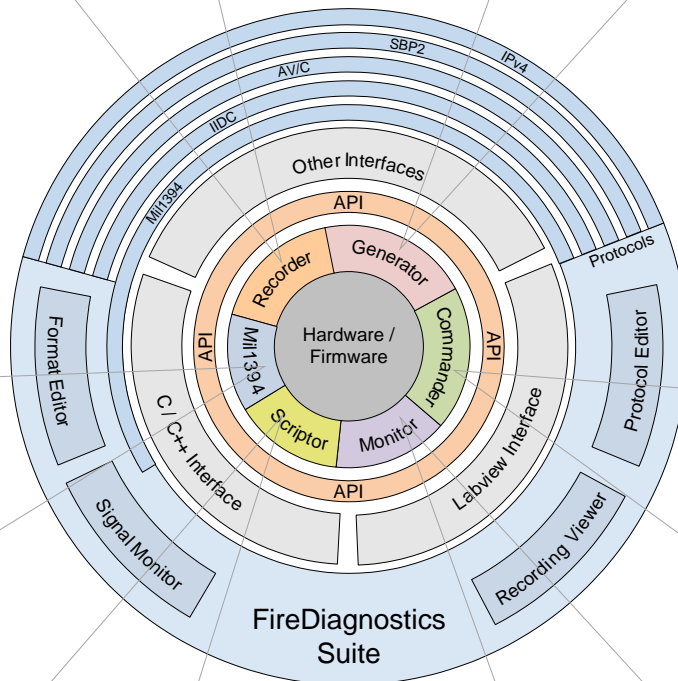 IPv4
SBP2
AV/C
IIDC
Mil1394
Other Interfaces
API
Generator
Recorder
Protocols
Hardware /
Firmware
Mil1394
Commander
API
API
Format Editor
Protocol Editor
C / C++ Interface
Labview Interface
Scriptor
Monitor
API
Signal Monitor
Recording Viewer
FireDiagnostics
Suite